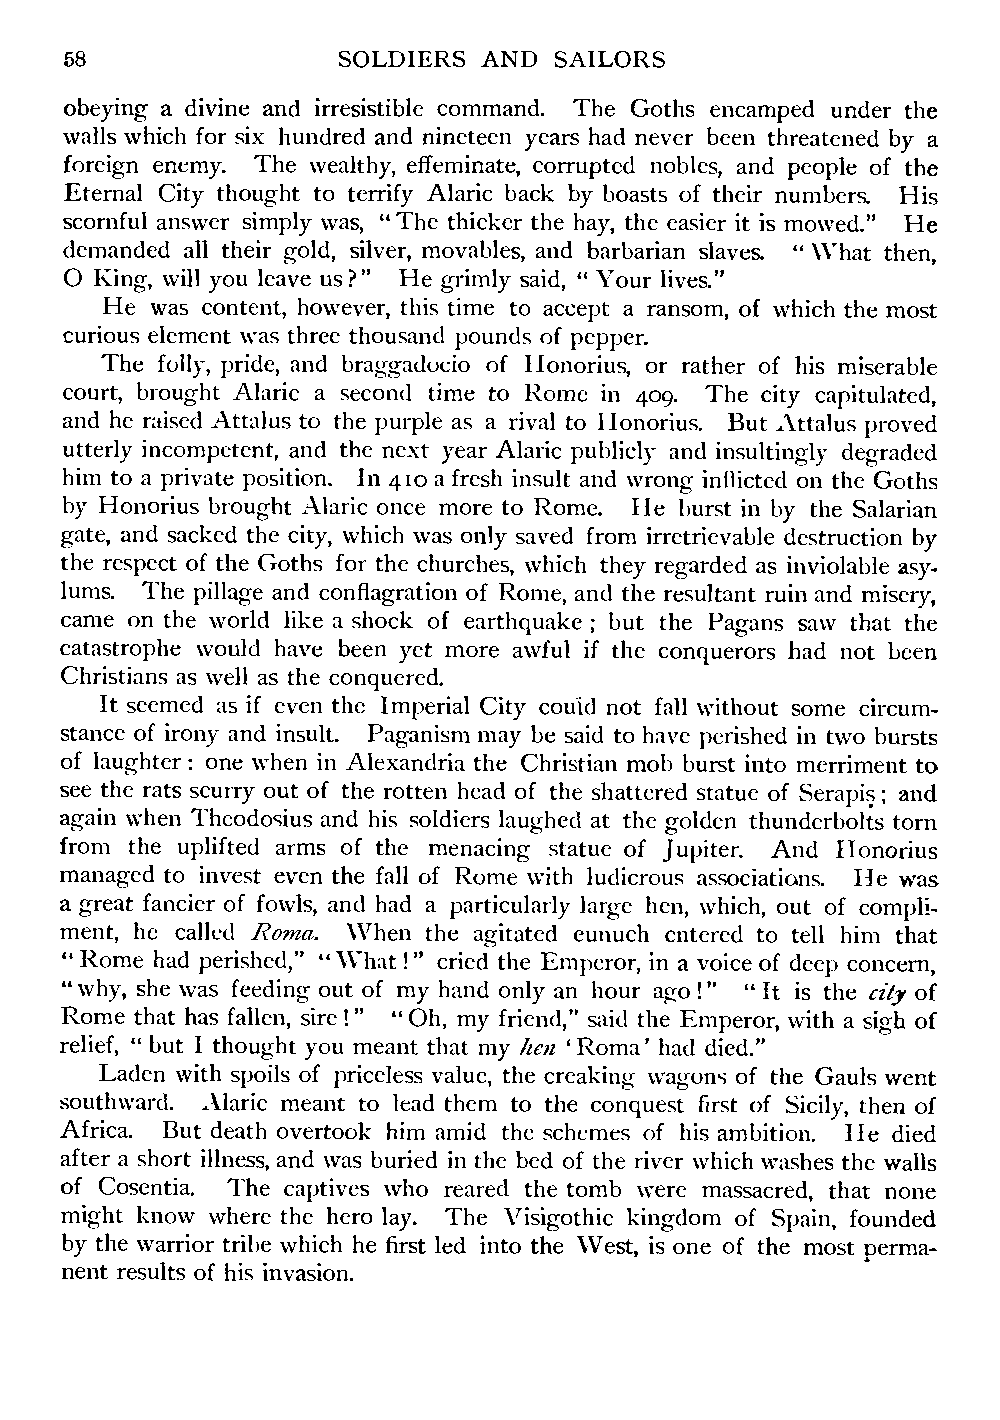 58 SOLDIERS AND SAILORS
obeying a divine and irresistible command. The Goths encamped under the
walls which for six hundred and nineteen years had never been threatened by a
foreign enemy. The wealthy, effeminate, corrupted nobles, and people of the
Eternal City thought to terrify Alaric back by boasts of their numbers. His
scornful answer simply was, “The thicker the hay, the easier it is mowed.” He
demanded all their gold, silver, movables, and barbarian slaves. “What then,
O King, will you leave us?” He grimly said, “Your lives.”
He was content, however, this time to accept a ransom, of which the most
curious element was three thousand pounds of pepper.
The folly, pride, and braggadocio of Honorius, or rather of his miserable
court, brought Alaric a second time to Rome in 409. The city capitulated,
and he raised Attalus to the purple as a rival to Honorius. But Attalus proved
utterly incompetent, and the next year Alaric publicly and insultingly degraded
him to a private position. In 410 a fresh insult and wrong inflicted on the Goths
by Honorius brought Alaric once more to Rome. He burst in by the Salarian
gate, and sacked the city, which was only saved from irretrievable destruction by
the respect of the Goths for the churches, which they regarded as inviolable asy-
lums. The pillage and conflagration of Rome, and the resultant ruin and misery,
came on the world like a shock of earthquake; but the Pagans saw that the
catastrophe would have been yet more awful if the conquerors had not been
Christians as well as the conquered.
It seemed as if even the Imperial City could not fall without some circum-
stance of irony and insult. Paganism may be said to have perished in two bursts
of laughter: one when in Alexandria the Christian mob burst into merriment to
see the rats scurry out of the rotten head of the shattered statue of Serapis; and
again when Theodosius and his soldiers laughed at the golden thunderbolts torn
from the uplifted arms of the menacing statue of Jupiter. And Honorius
managed to invest even the fall of Rome with ludicrous associations. He was
a great fancier of fowls, and had a particularly large hen, which, out of compli-
ment, he called Roma. When the agitated eunuch entered to tell him that
“Rome had perished,” “What!” cried the Emperor, in a voice of deep concern,
“why, she was feeding out of my hand only an hour ago!” “It is the city of
Rome that has fallen, sire!” “Oh, my friend,” said the Emperor, with a sigh of
relief, “but I thought you meant that my hen ‘Roma’ had died.”
Laden with spoils of priceless value, the creaking wagons of the Gauls went
southward. Alaric meant to lead them to the conquest first of Sicily, then of
Africa. But death overtook him amid the schemes of his ambition. He died
after a short illness, and was buried in the bed of the river which washes the walls
of Cosentia. The captives who reared the tomb were massacred, that none
might know where the hero lay. The Visigothic kingdom of Spain, founded
by the warrior tribe which he first led into the West, is one of the most perma-
nent results of his invasion.